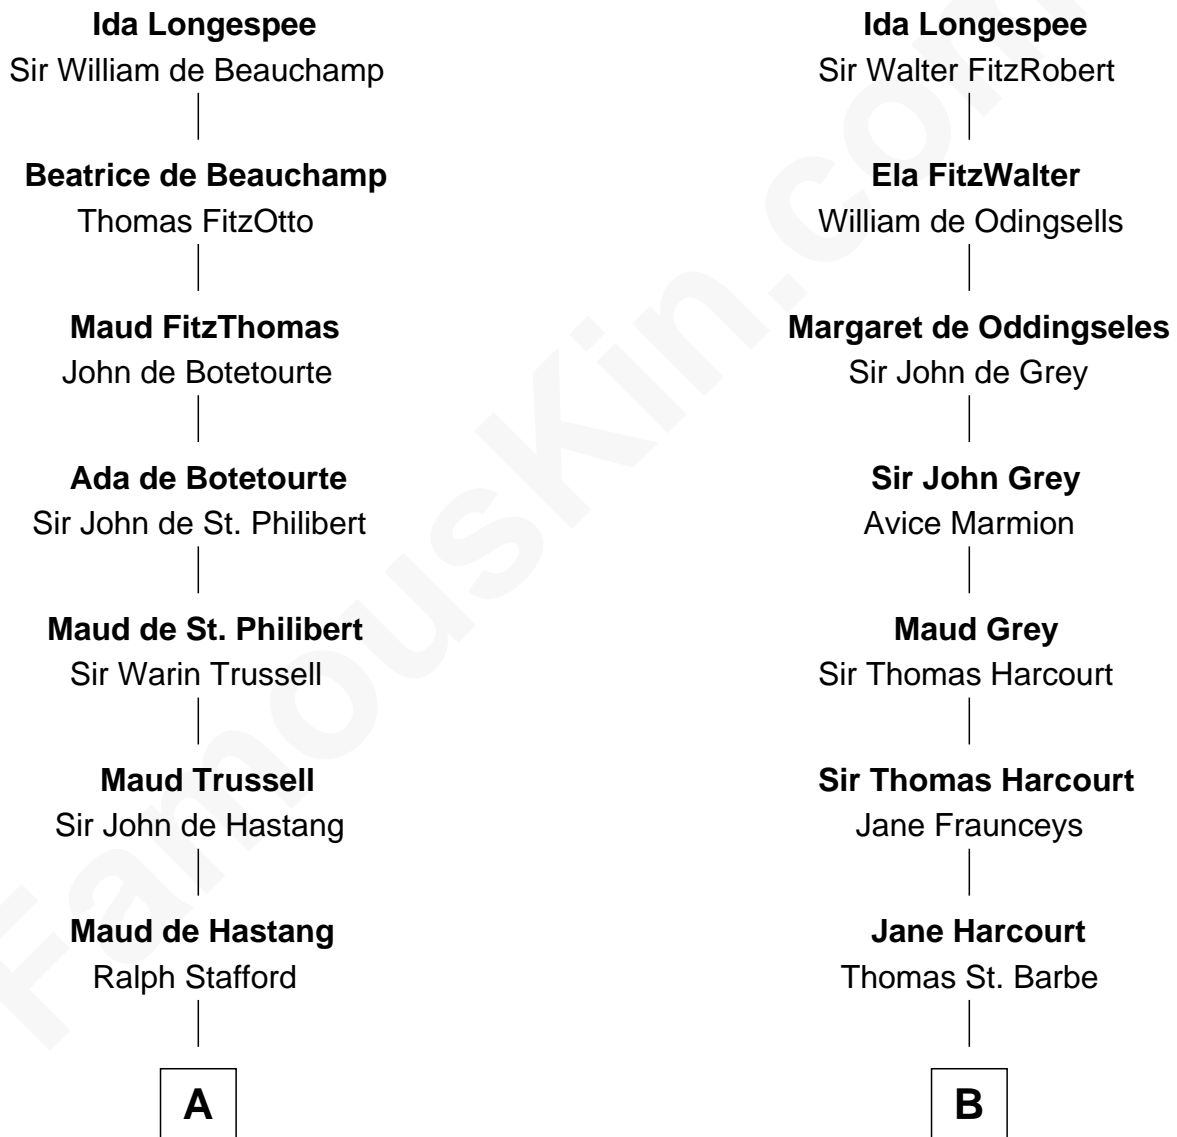 Ida Longespee
Sir William de Beauchamp
Beatrice de Beauchamp
Thomas FitzOtto
Maud FitzThomas
John de Botetourte
Ada de Botetourte
Sir John de St. Philibert
Maud de St. Philibert
Sir Warin Trussell
Maud Trussell
Sir John de Hastang
Maud de Hastang
Ralph Stafford
A
Ida Longespee
Sir Walter FitzRobert
Ela FitzWalter
William de Odingsells
Margaret de Oddingseles
Sir John de Grey
Sir John Grey
Avice Marmion
Maud Grey
Sir Thomas Harcourt
Sir Thomas Harcourt
Jane Fraunceys
Jane Harcourt
Thomas St. Barbe
B
FamousKin.com